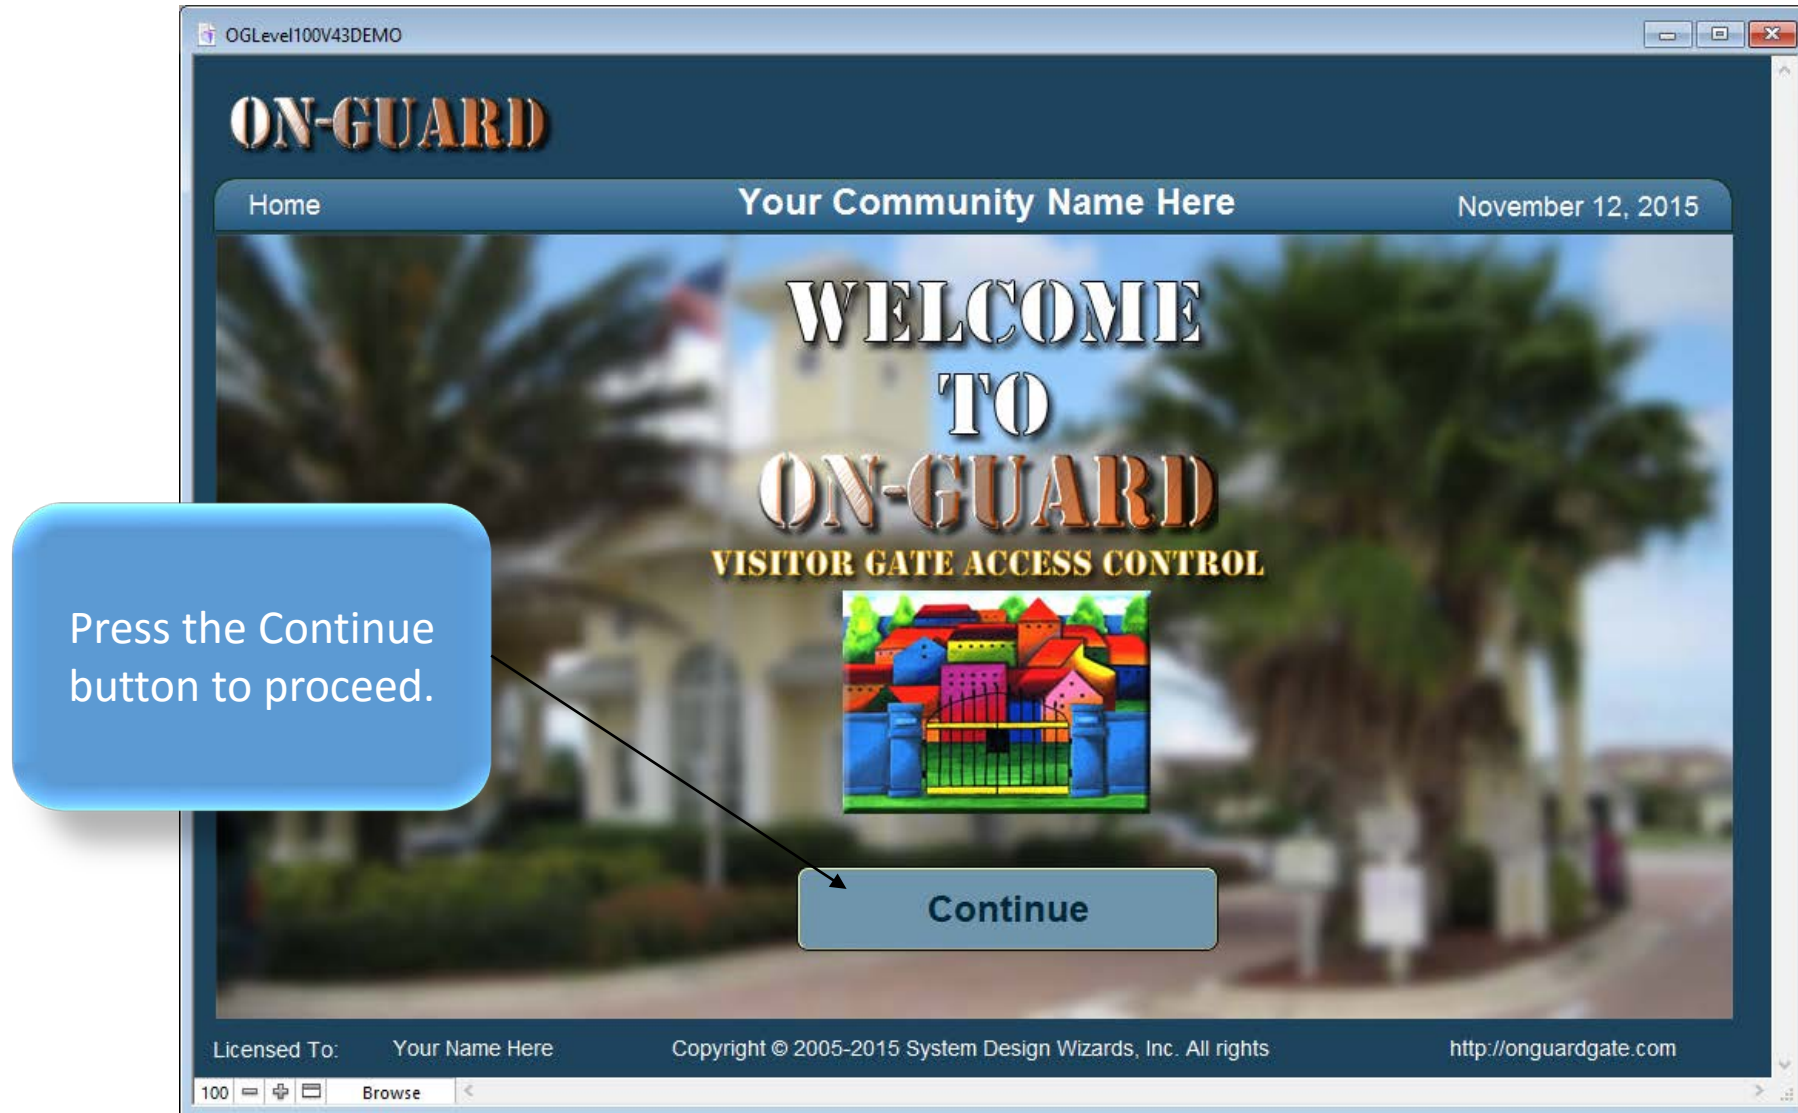 OGLevel100V43DEMO
ON-GUARD
Home
Your Community Name Here
November 12, 2015
WELCOME
TO
ON-GUARD
VISITOR GATE ACCESS CONTROL
Press the Continue
button to proceed.
Continue
Licensed To:
Your Name Here
Copyright © 2005-2015 System Design Wizards, Inc. All rights
http://onguardgate.com
100
Browse